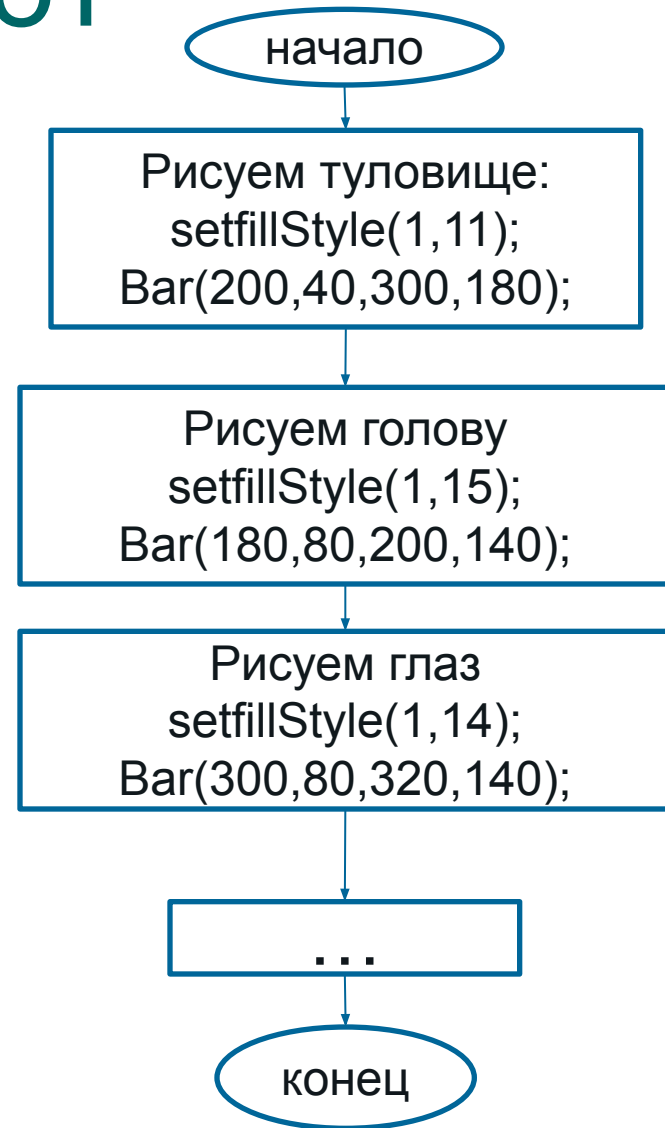 начало
Рисуем туловище:
setfillStyle(1,11);
Bar(200,40,300,180);
Рисуем голову
setfillStyle(1,15);
Bar(180,80,200,140);
Рисуем глаз
setfillStyle(1,14);
Bar(300,80,320,140);
...
конец